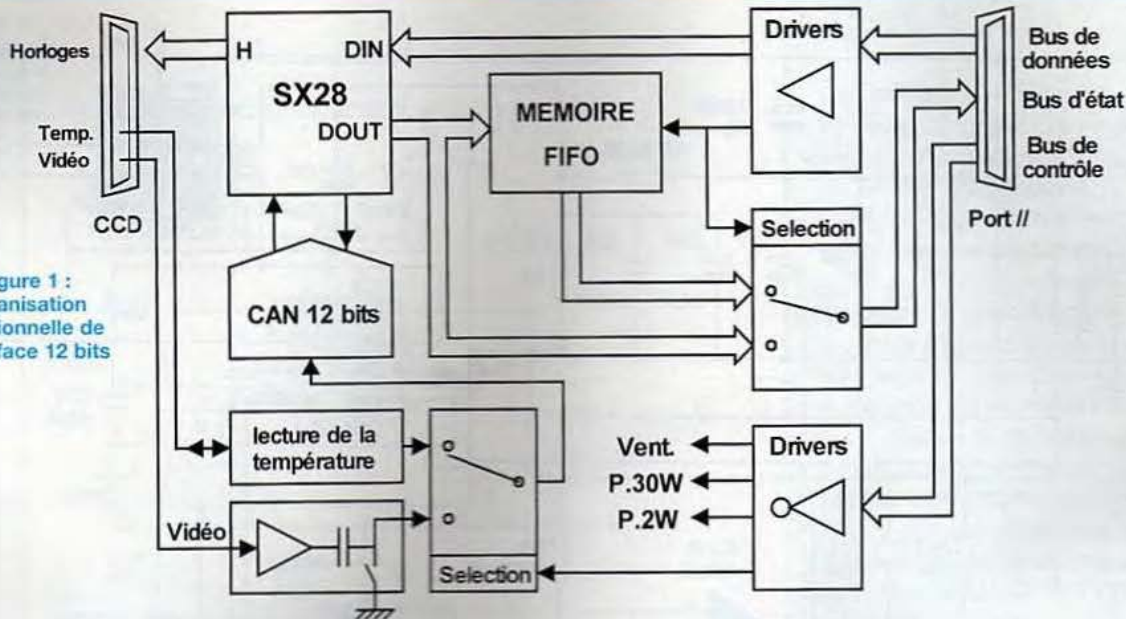 Horloges
Temp.
Vidéo
CCD
H
DIN
SX28
DOUT
MEMOIRE
FIFO
Drivers
Bus de
données
Bus d'état
Bus de
contrôle
Port //
Selection
CAN 12 bits
gure 1 :
anisation
ionnelle de
face 12 bits
lecture de la
température
Vidéo
Selection
Vent.
P.30W
P.2W
Drivers